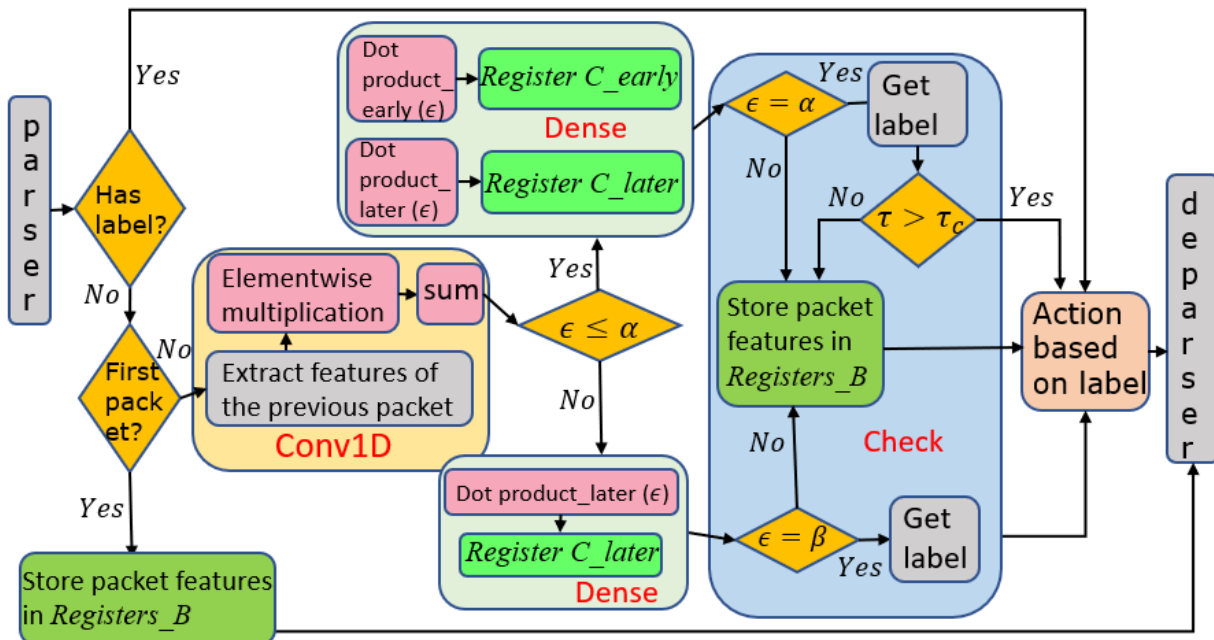 parser
Yes
Has
label?
No
First
pack
et?
No
Yes
Store packet features
in Registers_B
Elementwise
multiplication
sum
Extract features of
the previous packet
Conv1D
Dot
product_
early (ϵ)
Register C_early
Dense
Dot
product_
later (ϵ)
Register C_later
Yes
ϵ ≤ α
No
Dot product_later (ϵ)
Register C_later
Dense
ϵ = α
Yes
Get
label
No
No
τ > τc
Yes
Store packet
features in
Registers_B
No
Check
ϵ = β
Yes
Get
label
Action
based
on label
deparser